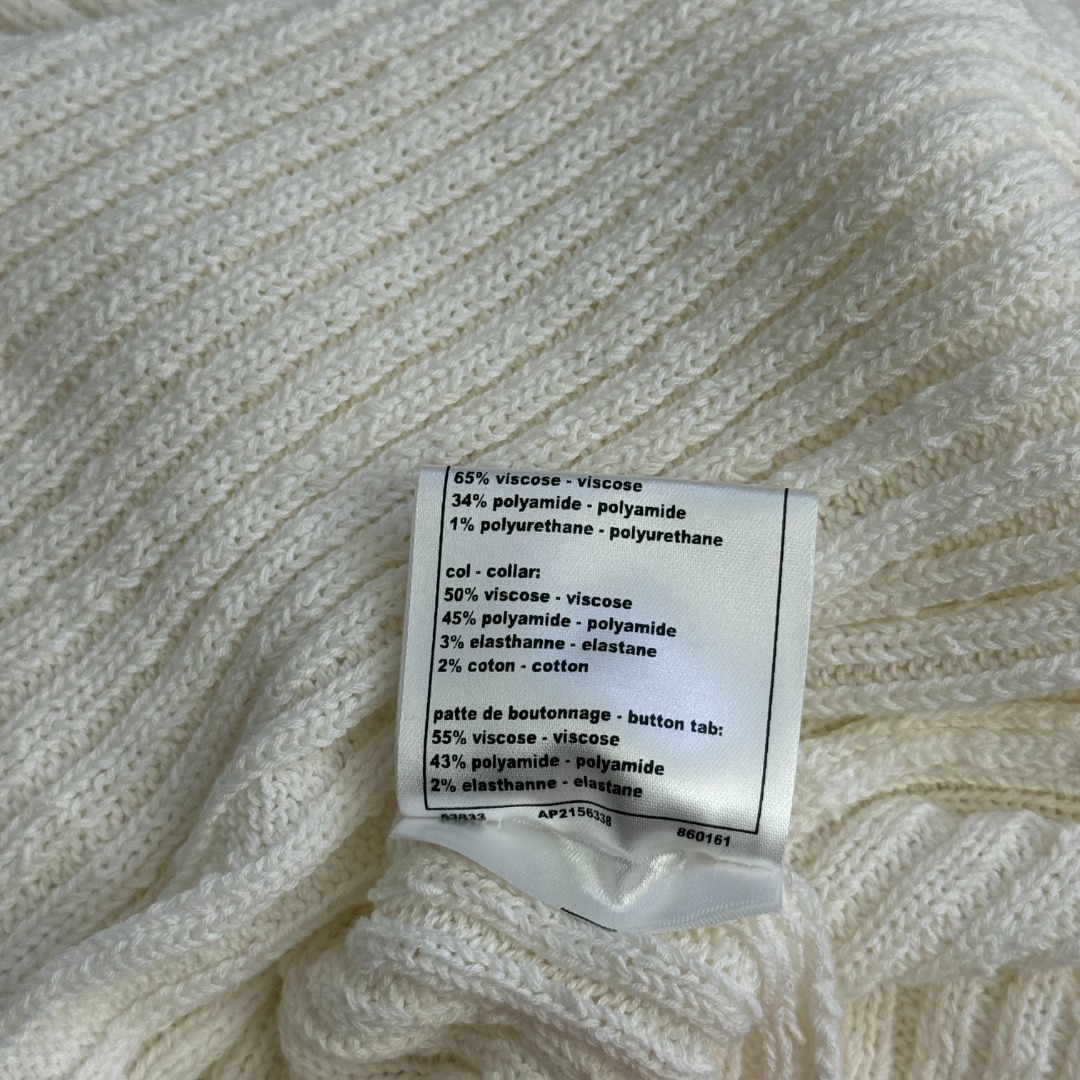 65% viscose - viscose
34% polyamide - polyamide
1% polyurethane - polyurethane
col - collar:
50% viscose - viscose
45% polyamide - polyamide
3% elasthanne - elastane
2% coton - cotton
patte de boutonnage - button tab:
55% viscose - viscose
43% polyamide - polyamide
2% elasthanne - elastane
AP2156338 860161